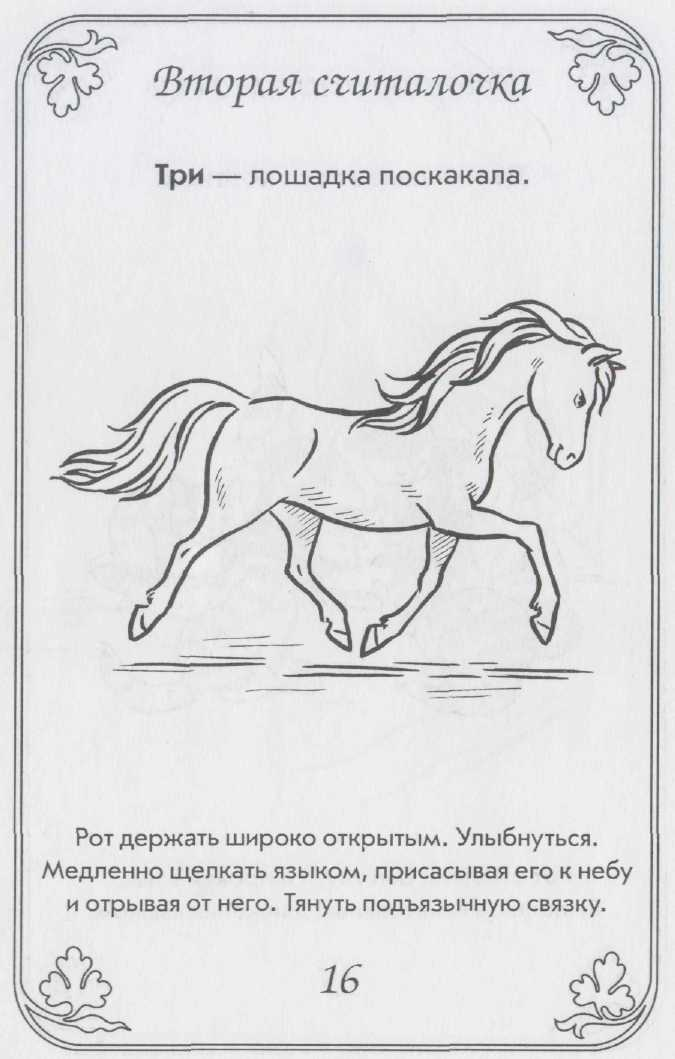 Вторая считалочка
Три — лошадка поскакала.
Рот держать широко открытым. Улыбнуться.
Медленно щелкать языком, присасывая его к небу
и отрывая от него. Тянуть подъязычную связку.
16